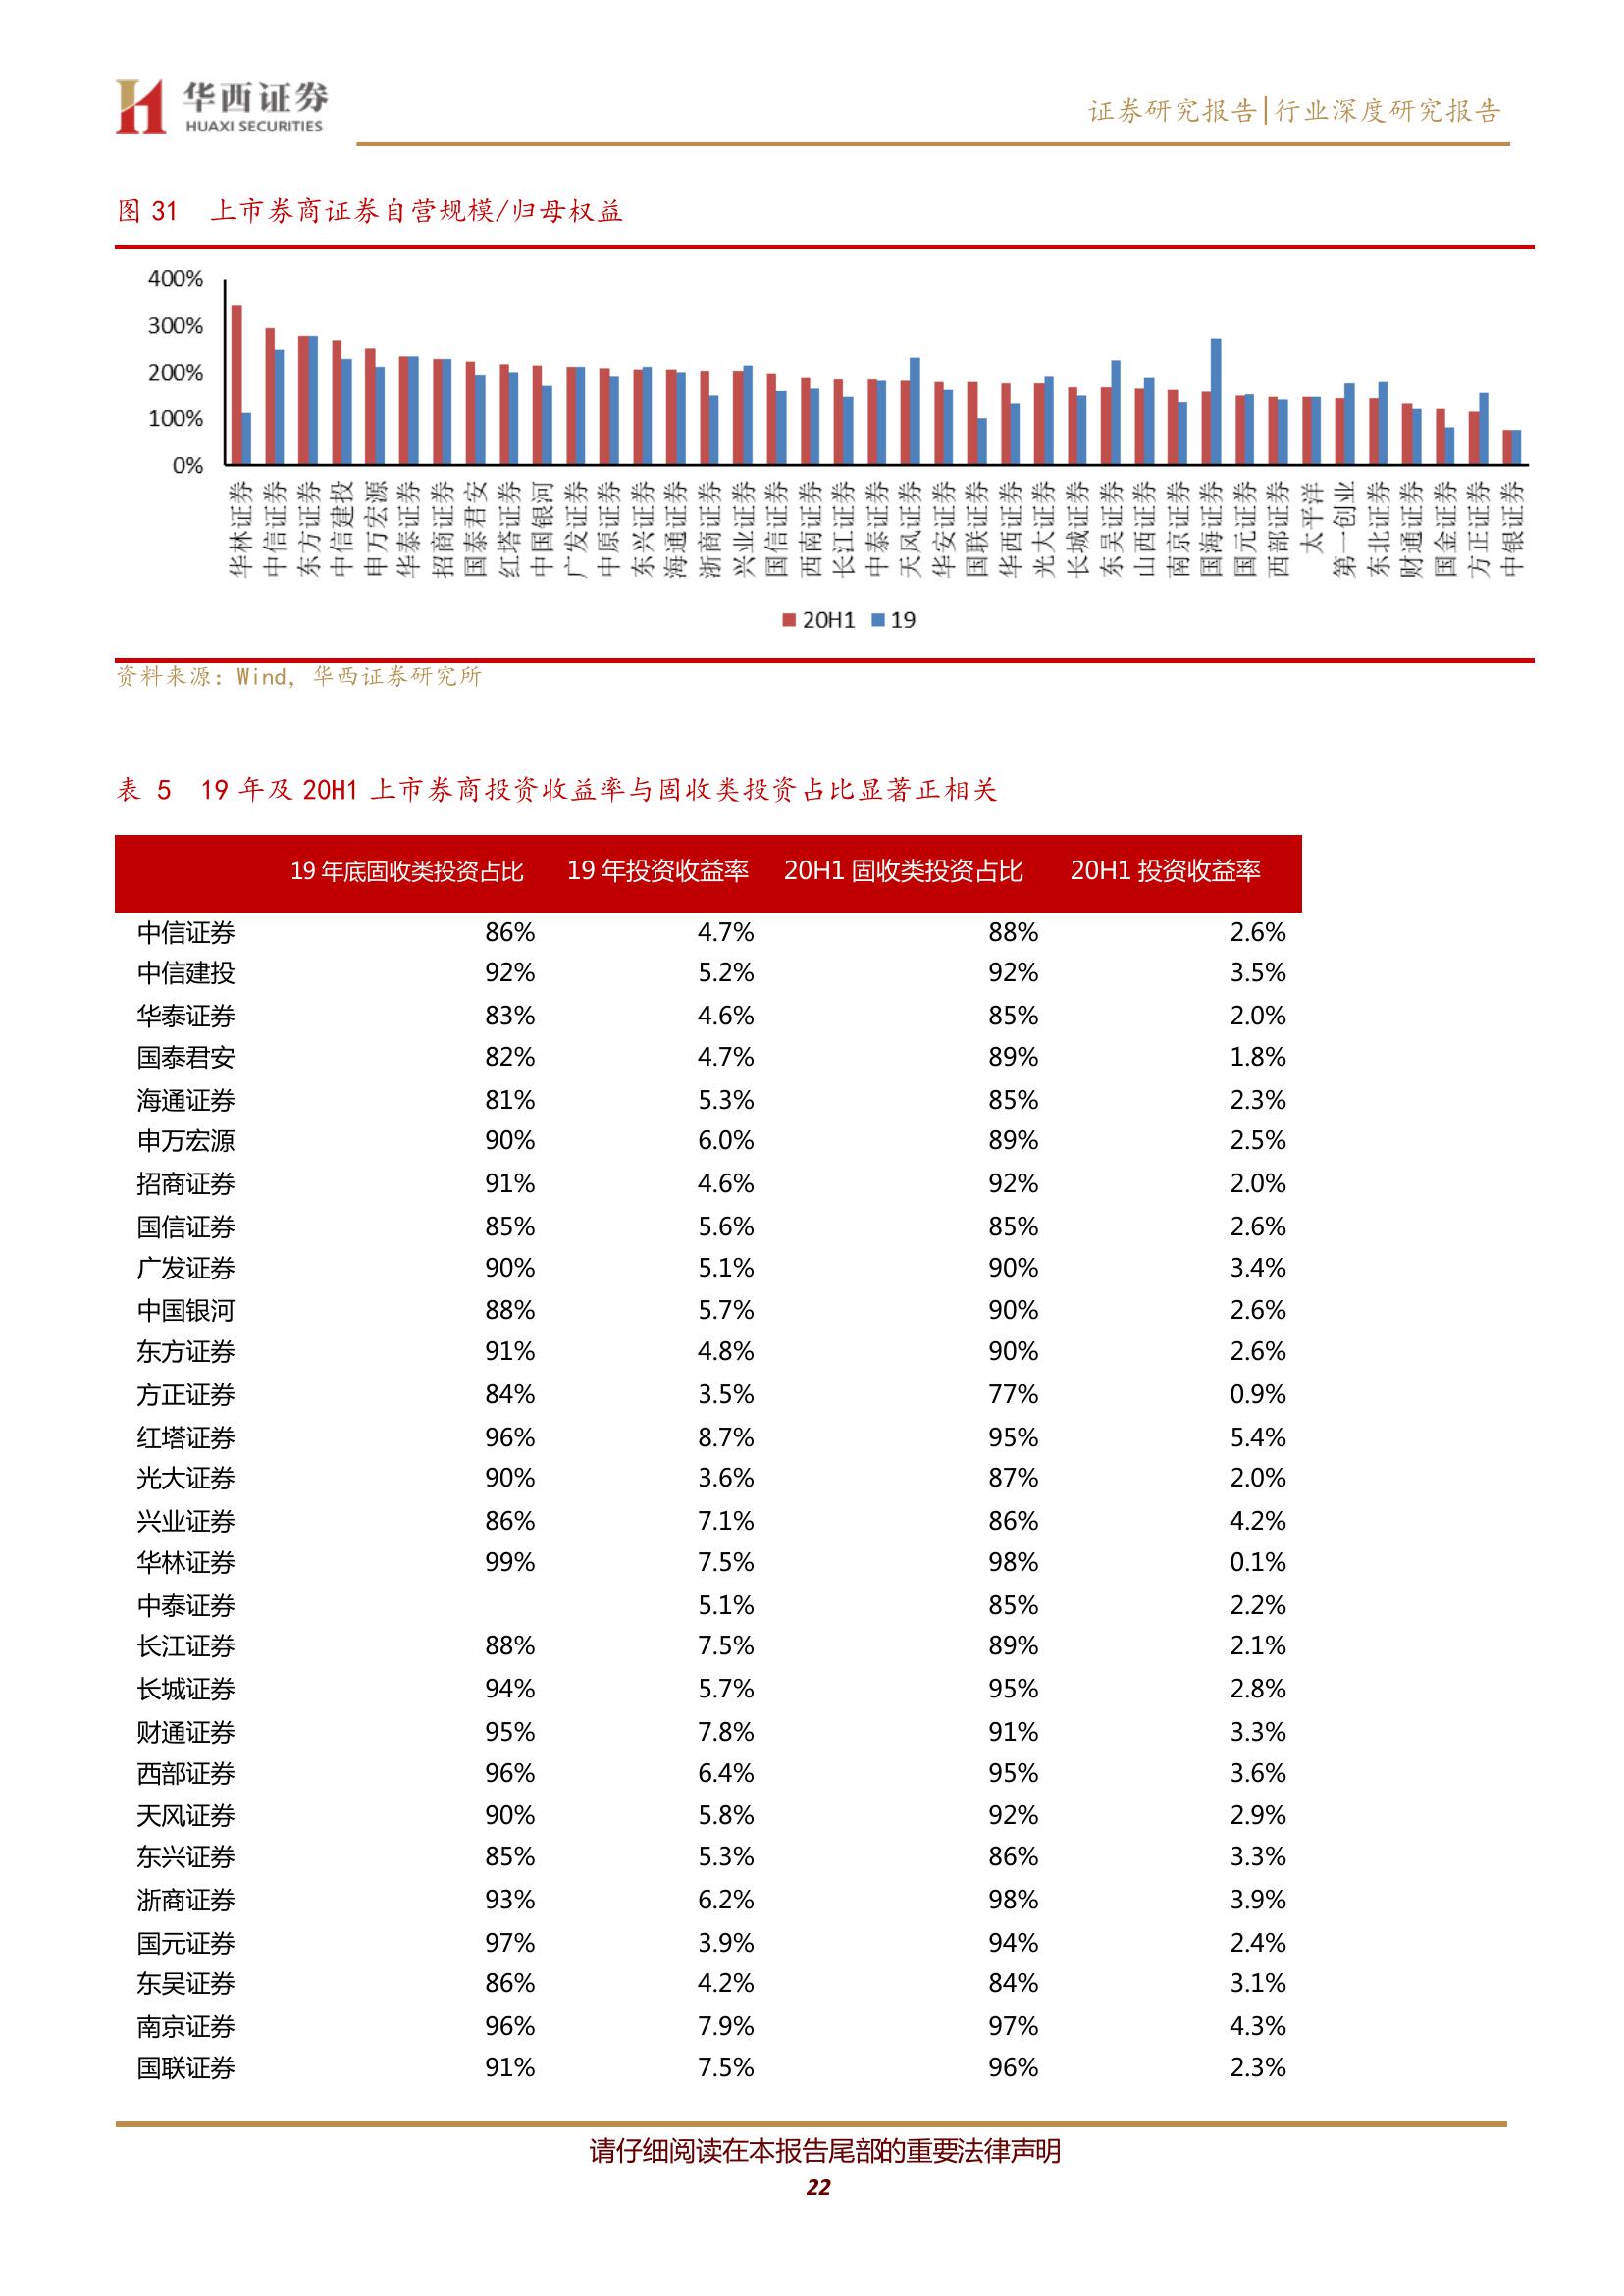 华西证券
HUAXI SECURITIES
证券研究报告|行业深度研究报告
图 31 上市券商证券自营规模/归母权益
400%
300%
200%
100%
0%
华林证券 中信证券 东方证券 中信建投 申万宏源 华泰证券 招商证券 国泰君安 红塔证券 中国银河 广发证券 中原证券 东兴证券 海通证券 浙商证券 兴业证券 国信证券 西南证券 长江证券 中泰证券 天风证券 华安证券 国联证券 华西证券 光大证券 长城证券 东吴证券 山西证券 南京证券 国海证券 国元证券 西部证券 太平洋 第一创业 东北证券 财通证券 国金证券 方正证券 中银证券
20H1 19
资料来源：Wind，华西证券研究所
表 5 19 年及 20H1 上市券商投资收益率与固收类投资占比显著正相关
19 年底固收类投资占比 19 年投资收益率 20H1 固收类投资占比 20H1 投资收益率
中信证券 86% 4.7% 88% 2.6%
中信建投 92% 5.2% 92% 3.5%
华泰证券 83% 4.6% 85% 2.0%
国泰君安 82% 4.7% 89% 1.8%
海通证券 81% 5.3% 85% 2.3%
申万宏源 90% 6.0% 89% 2.5%
招商证券 91% 4.6% 92% 2.0%
国信证券 85% 5.6% 85% 2.6%
广发证券 90% 5.1% 90% 3.4%
中国银河 88% 5.7% 90% 2.6%
东方证券 91% 4.8% 90% 2.6%
方正证券 84% 3.5% 77% 0.9%
红塔证券 96% 8.7% 95% 5.4%
光大证券 90% 3.6% 87% 2.0%
兴业证券 86% 7.1% 86% 4.2%
华林证券 99% 7.5% 98% 0.1%
中泰证券 5.1% 85% 2.2%
长江证券 88% 7.5% 89% 2.1%
长城证券 94% 5.7% 95% 2.8%
财通证券 95% 7.8% 91% 3.3%
西部证券 96% 6.4% 95% 3.6%
天风证券 90% 5.8% 92% 2.9%
东兴证券 85% 5.3% 86% 3.3%
浙商证券 93% 6.2% 98% 3.9%
国元证券 97% 3.9% 94% 2.4%
东吴证券 86% 4.2% 84% 3.1%
南京证券 96% 7.9% 97% 4.3%
国联证券 91% 7.5% 96% 2.3%
请仔细阅读在本报告尾部的重要法律声明
22